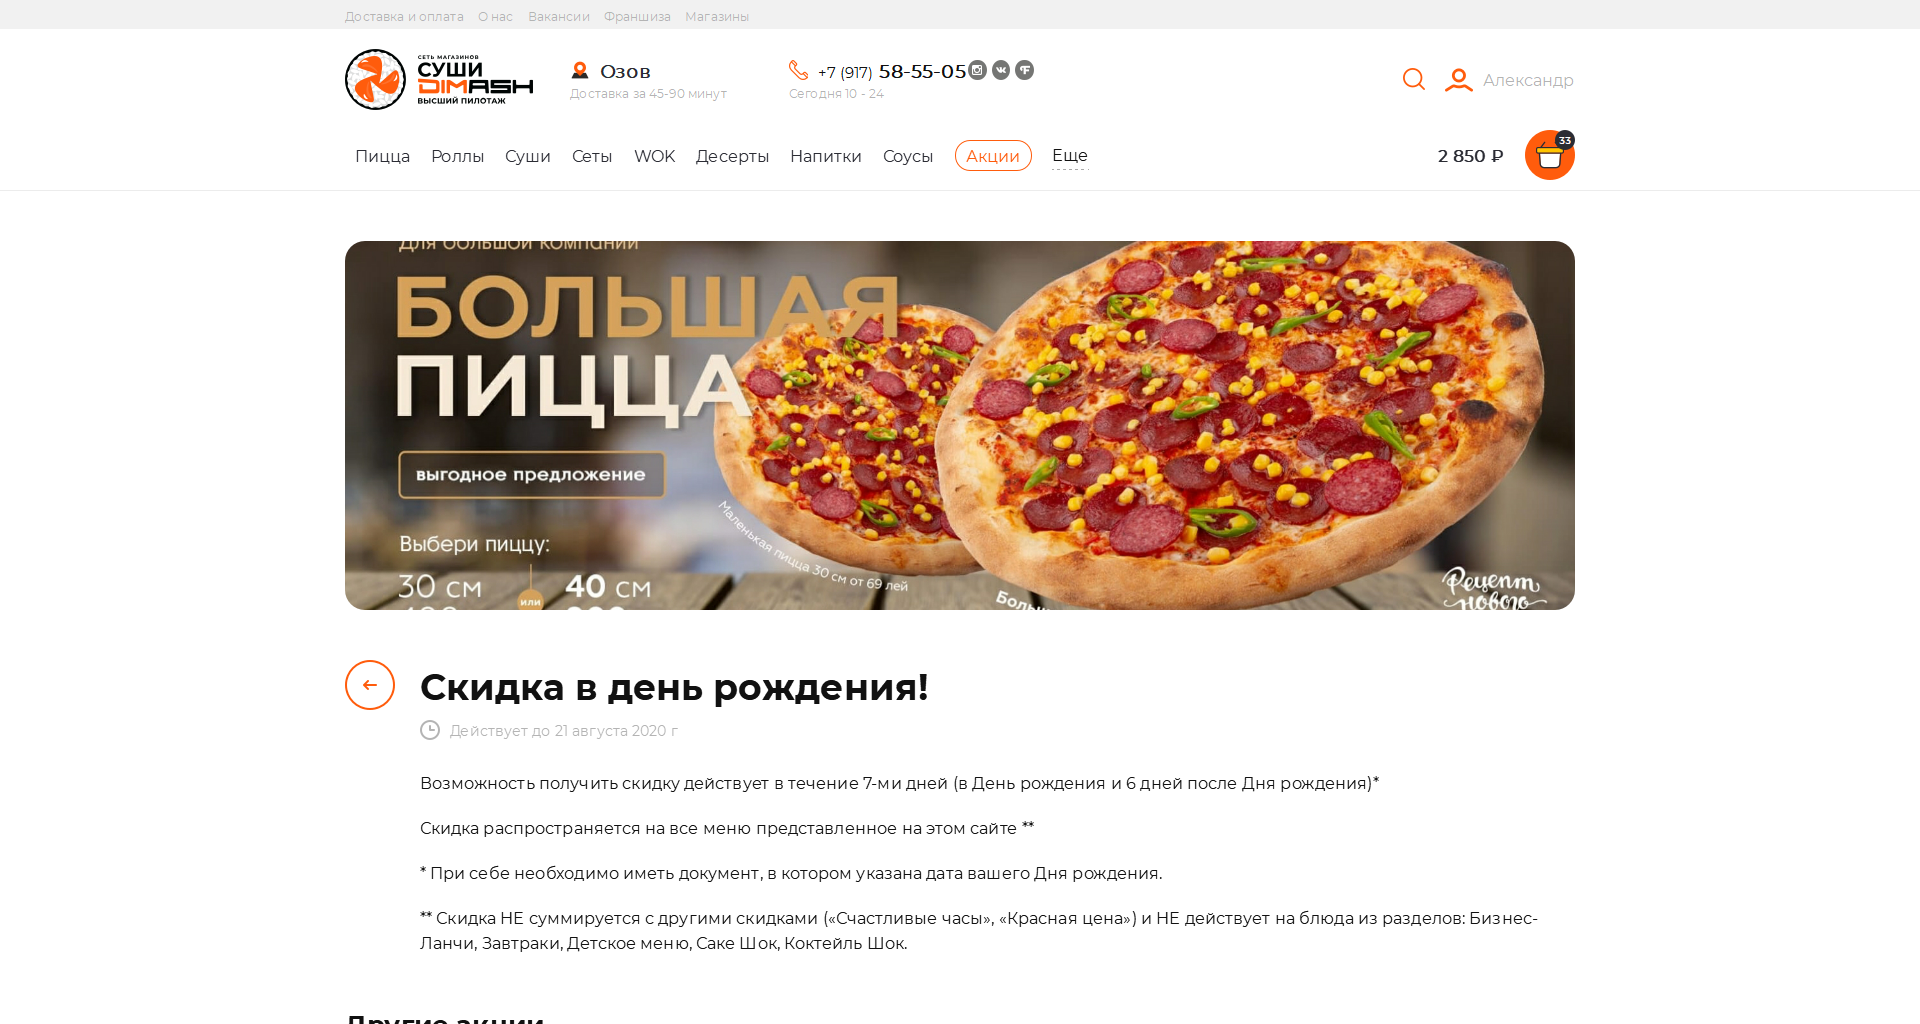 Доставка и оплата О нас Вакансии Франшиза Магазины
СЕТЬ МАГАЗИНОВ
СУШИ
DIMASH
ВЫСШИЙ ПИЛОТАЖ
Озов
Доставка за 45-90 минут
+7 (917) 58-55-05
Сегодня 10 - 24
Александр
Пицца Роллы Суши Сеты WOK Десерты Напитки Соусы Акции Еще
2 850 ₽
33
Для большой компании
БОЛЬШАЯ
ПИЦЦА
выгодное предложение
Выбери пиццу:
30 см
или
40 см
Маленькая пицца 30 см от 69 лей
Рецепт
нового
Скидка в день рождения!
Действует до 21 августа 2020 г
Возможность получить скидку действует в течение 7-ми дней (в День рождения и 6 дней после Дня рождения)*
Скидка распространяется на все меню представленное на этом сайте **
* При себе необходимо иметь документ, в котором указана дата вашего Дня рождения.
** Скидка НЕ суммируется с другими скидками («Счастливые часы», «Красная цена») и НЕ действует на блюда из разделов: Бизнес-
Ланчи, Завтраки, Детское меню, Саке Шок, Коктейль Шок.
Другие акции